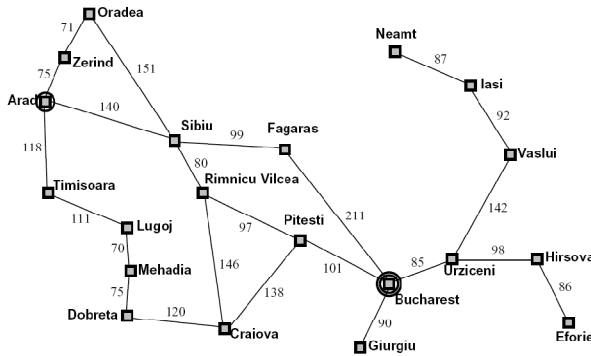 Oradea
71
Neamt
Zerind
87
75
151
Iasi
Arad
140
92
Sibiu
Fagaras
99
118
Vaslui
80
Timisoara
Rimnicu Vilcea
111
211
142
Lugoj
97
Pitesti
70
98
Hirsova
146
101
85
Mehadia
Urziceni
138
86
75
Bucharest
120
90
Dobreta
Craiova
Eforie
Giurgiu